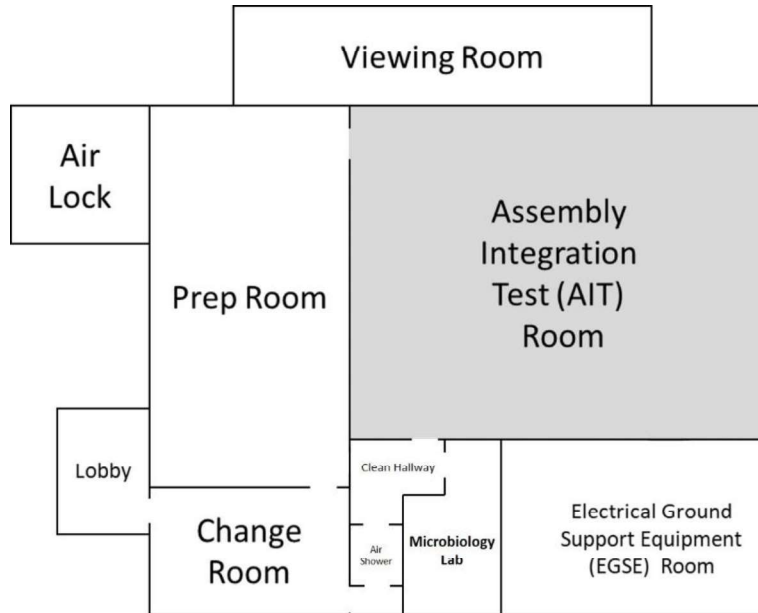 Viewing Room
Air
Lock
Assembly
Integration
Test (AIT)
Room
Prep Room
Lobby
Clean Hallway
Change
Room
Air
Shower
Microbiology
Lab
Electrical Ground
Support Equipment
(EGSE) Room